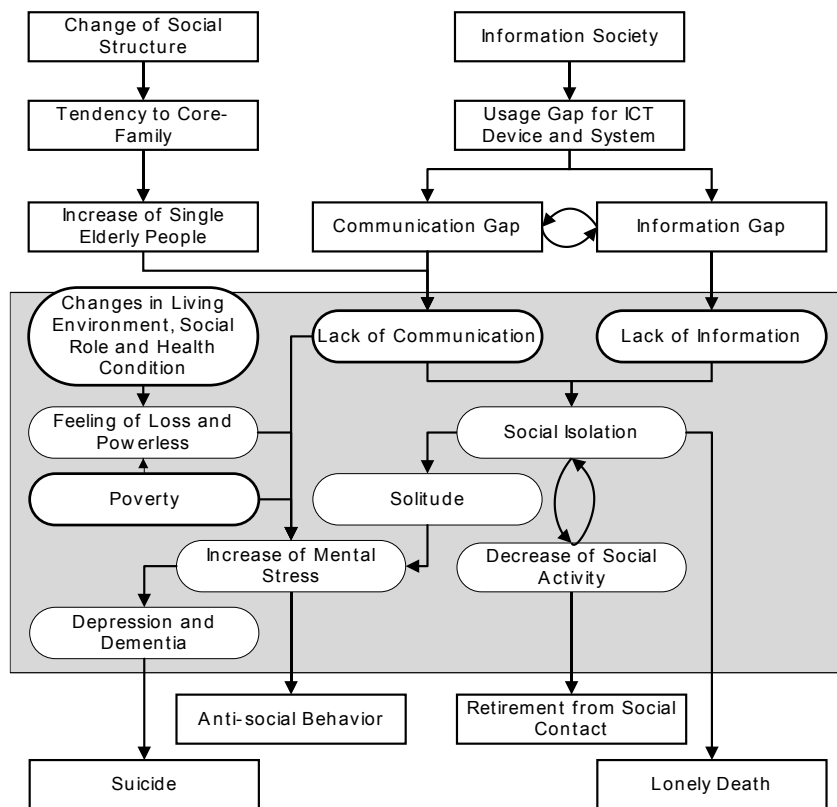 Change of Social
Structure
Information Society
Tendency to Core-
Family
Usage Gap for ICT
Device and System
Increase of Single
Elderly People
Communication Gap
Information Gap
Changes in Living
Environment, Social
Role and Health
Condition
Lack of Communication
Lack of Information
Feeling of Loss and
Powerless
Social Isolation
Poverty
Solitude
Increase of Mental
Stress
Decrease of Social
Activity
Depression and
Dementia
Anti-social Behavior
Retirement from Social
Contact
Suicide
Lonely Death